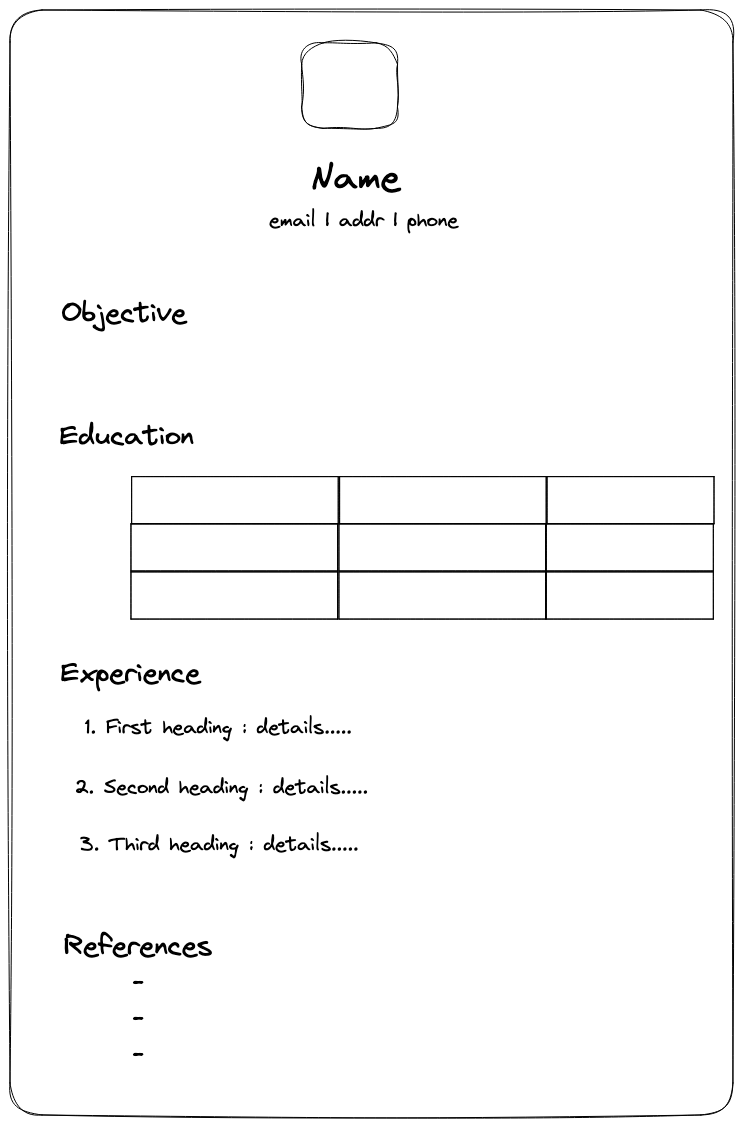 Name
email | addr | phone
Objective
Education
Experience
1. First heading : details.....
2. Second heading : details.....
3. Third heading : details.....
References
-
-
-